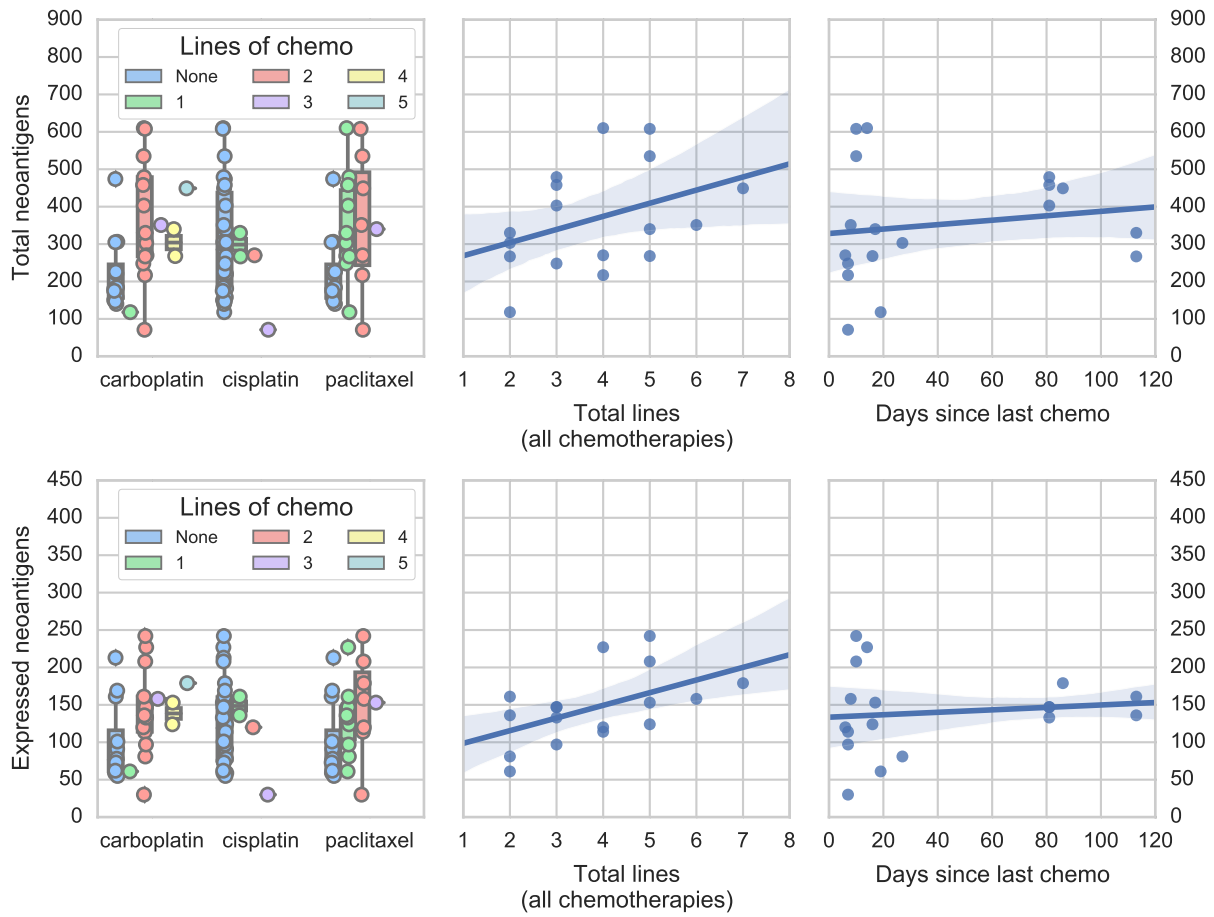 900
800
700
600
500
400
300
200
100
0
Total neoantigens
Lines of chemo
None 2 4
1 3 5
carboplatin cisplatin paclitaxel
1 2 3 4 5 6 7 8
Total lines
(all chemotherapies)
0 20 40 60 80 100 120
Days since last chemo
900
800
700
600
500
400
300
200
100
0
450
400
350
300
250
200
150
100
50
0
Expressed neoantigens
Lines of chemo
None 2 4
1 3 5
carboplatin cisplatin paclitaxel
1 2 3 4 5 6 7 8
Total lines
(all chemotherapies)
0 20 40 60 80 100 120
Days since last chemo
450
400
350
300
250
200
150
100
50
0